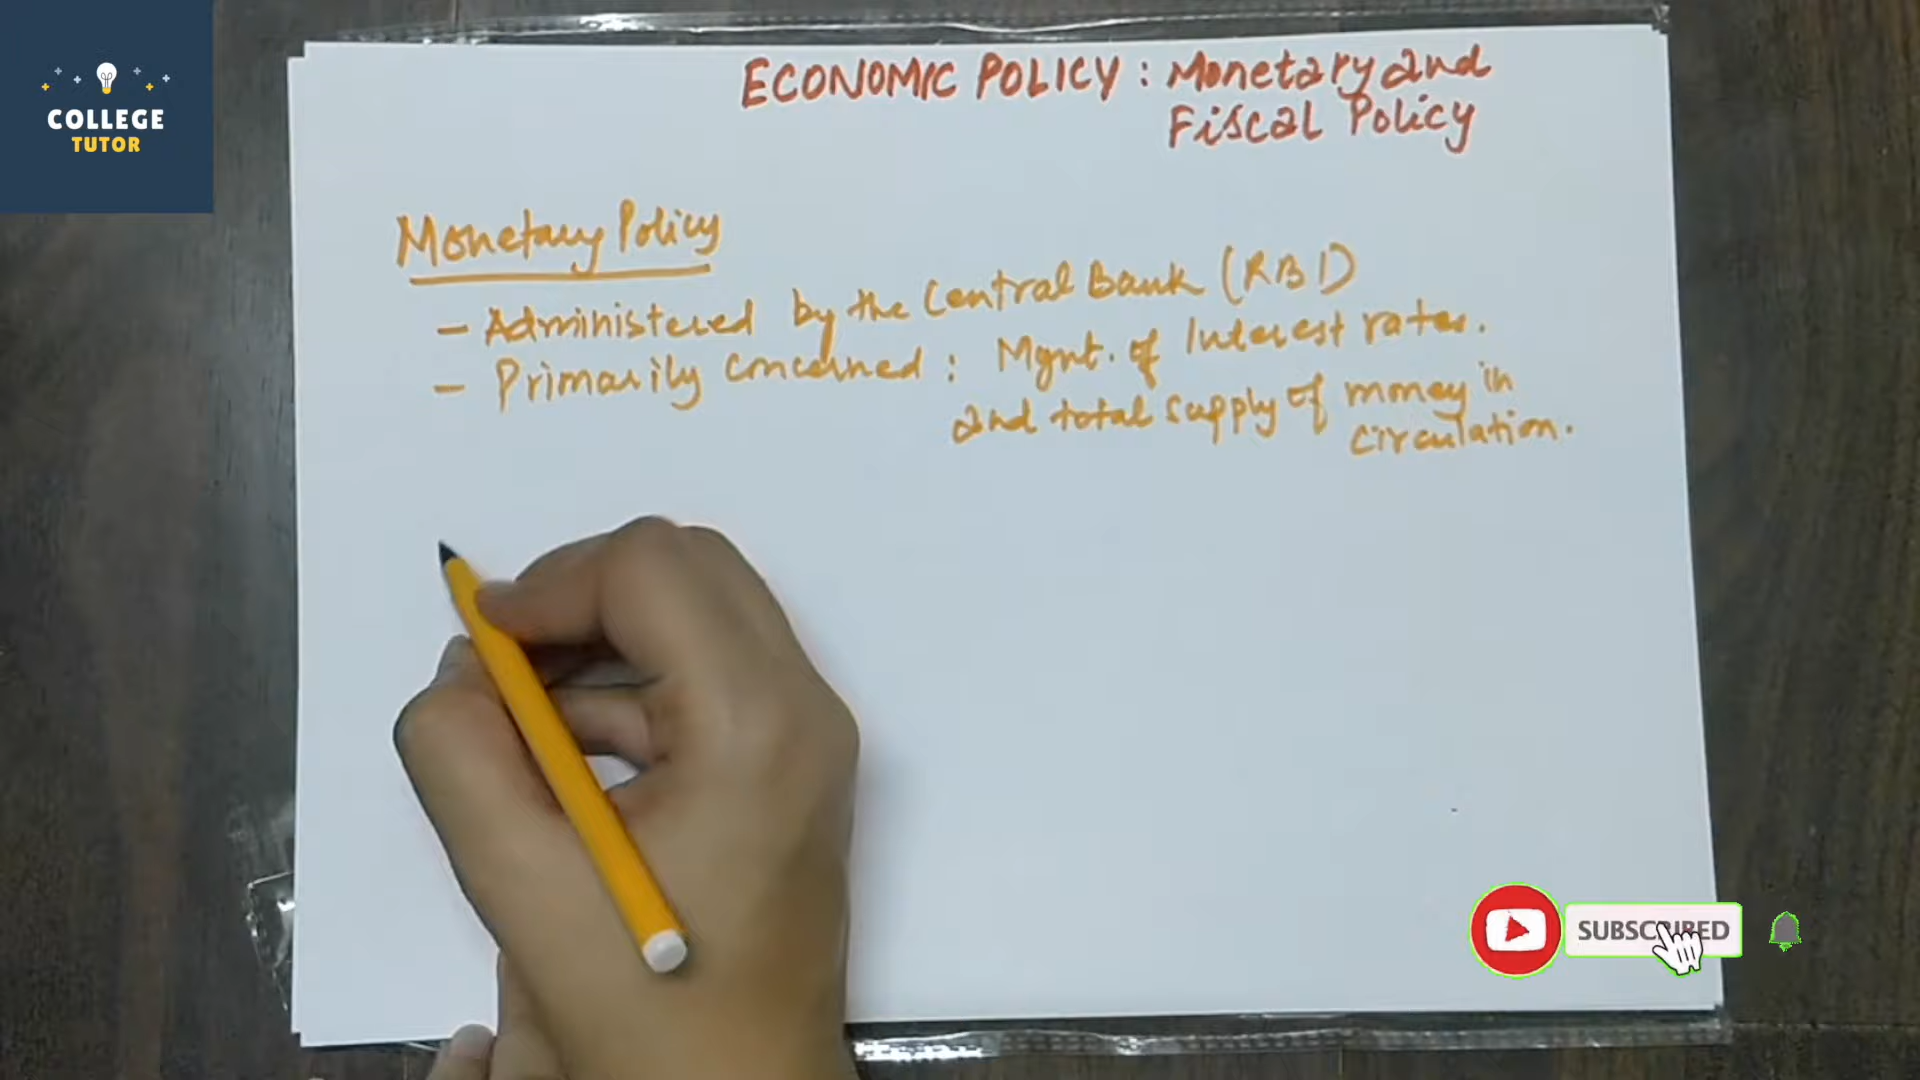 COLLEGE
TUTOR
ECONOMIC POLICY : Monetary and
Fiscal Policy
Monetary Policy
– Administered by the Central Bank (RBI)
– Primarily concerned : Mgnt. of Interest rates.
and total supply of money in
circulation.
SUBSCRIBED